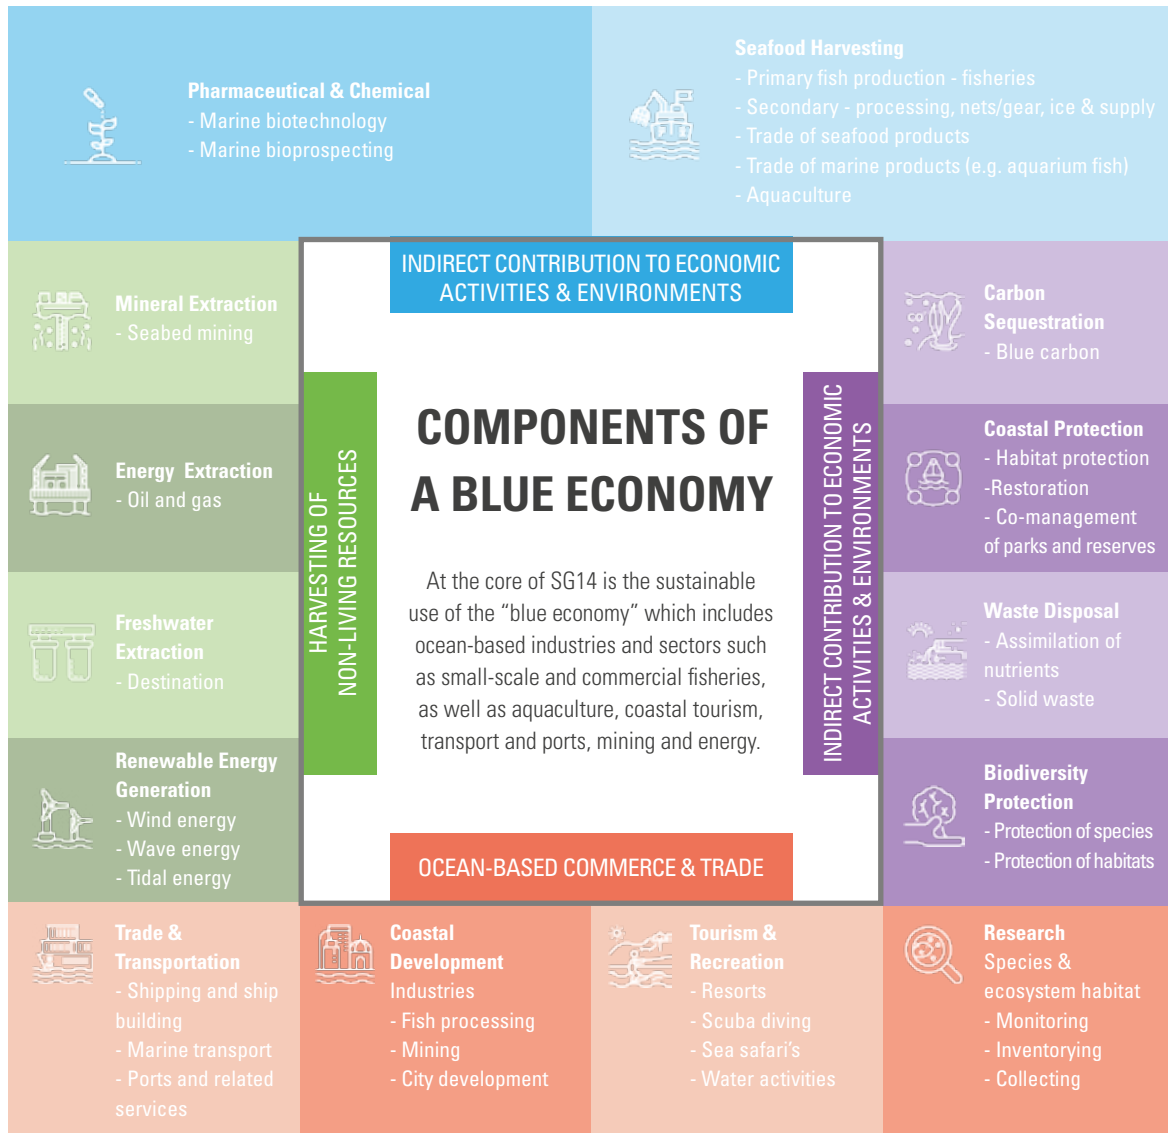 Pharmaceutical & Chemical
- Marine biotechnology
- Marine bioprospecting
Seafood Harvesting
- Primary fish production - fisheries
- Secondary - processing, nets/gear, ice & supply
- Trade of seafood products
- Trade of marine products (e.g. aquarium fish)
- Aquaculture
INDIRECT CONTRIBUTION TO ECONOMIC
ACTIVITIES & ENVIRONMENTS
Mineral Extraction
- Seabed mining
Energy Extraction
- Oil and gas
Freshwater
Extraction
- Destination
Renewable Energy
Generation
- Wind energy
- Wave energy
- Tidal energy
HARVESTING OF
NON-LIVING RESOURCES
COMPONENTS OF
A BLUE ECONOMY
At the core of SG14 is the sustainable
use of the “blue economy” which includes
ocean-based industries and sectors such
as small-scale and commercial fisheries,
as well as aquaculture, coastal tourism,
transport and ports, mining and energy.
INDIRECT CONTRIBUTION TO ECONOMIC
ACTIVITIES & ENVIRONMENTS
Carbon
Sequestration
- Blue carbon
Coastal Protection
- Habitat protection
-Restoration
- Co-management
of parks and reserves
Waste Disposal
- Assimilation of
nutrients
- Solid waste
Biodiversity
Protection
- Protection of species
- Protection of habitats
OCEAN-BASED COMMERCE & TRADE
Trade &
Transportation
- Shipping and ship
building
- Marine transport
- Ports and related
services
Coastal
Development
Industries
- Fish processing
- Mining
- City development
Tourism &
Recreation
- Resorts
- Scuba diving
- Sea safari's
- Water activities
Research
Species &
ecosystem habitat
- Monitoring
- Inventorying
- Collecting